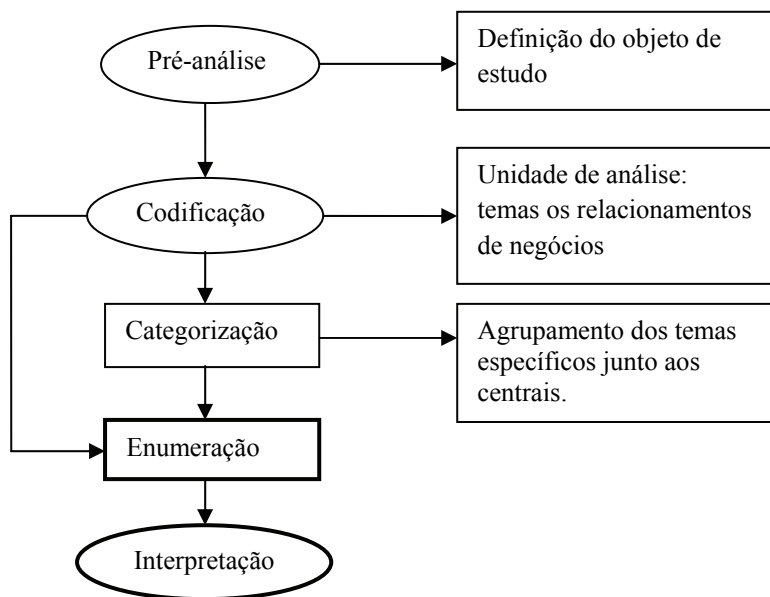 Pré-análise
Definição do objeto de
estudo
Codificação
Unidade de análise:
temas os relacionamentos
de negócios
Categorização
Agrupamento dos temas
específicos junto aos
centrais.
Enumeração
Interpretação